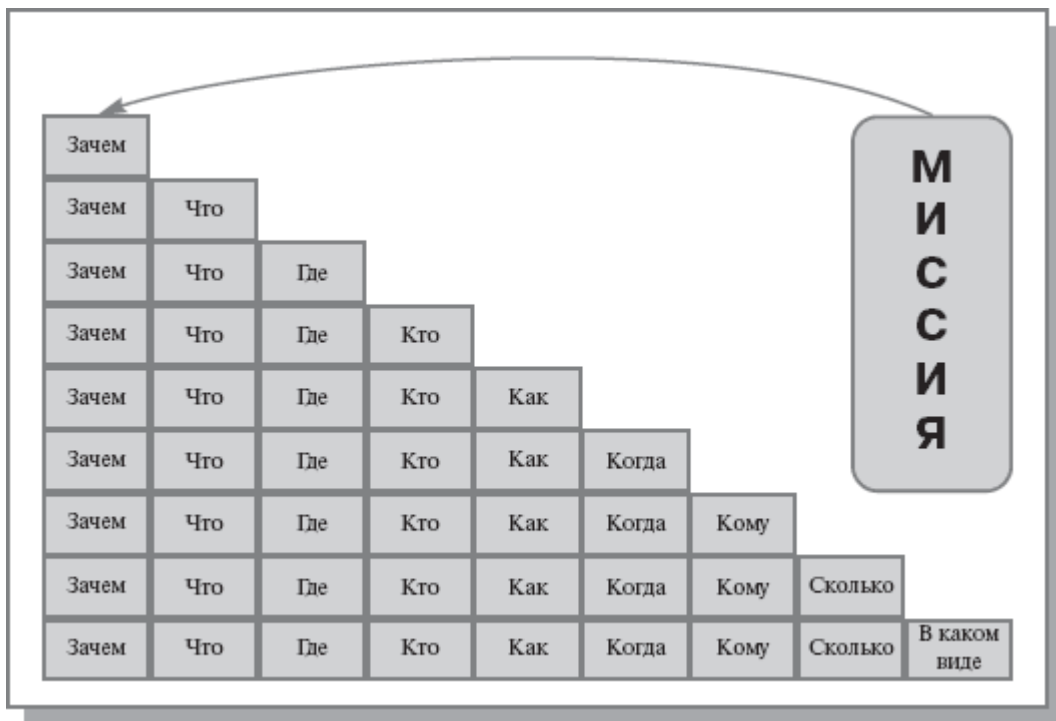 Зачем
Зачем Что
Зачем Что Где
Зачем Что Где Кто
Зачем Что Где Кто Как
Зачем Что Где Кто Как Когда
Зачем Что Где Кто Как Когда Кому
Зачем Что Где Кто Как Когда Кому Сколько
Зачем Что Где Кто Как Когда Кому Сколько В каком
виде
М
И
С
С
И
Я